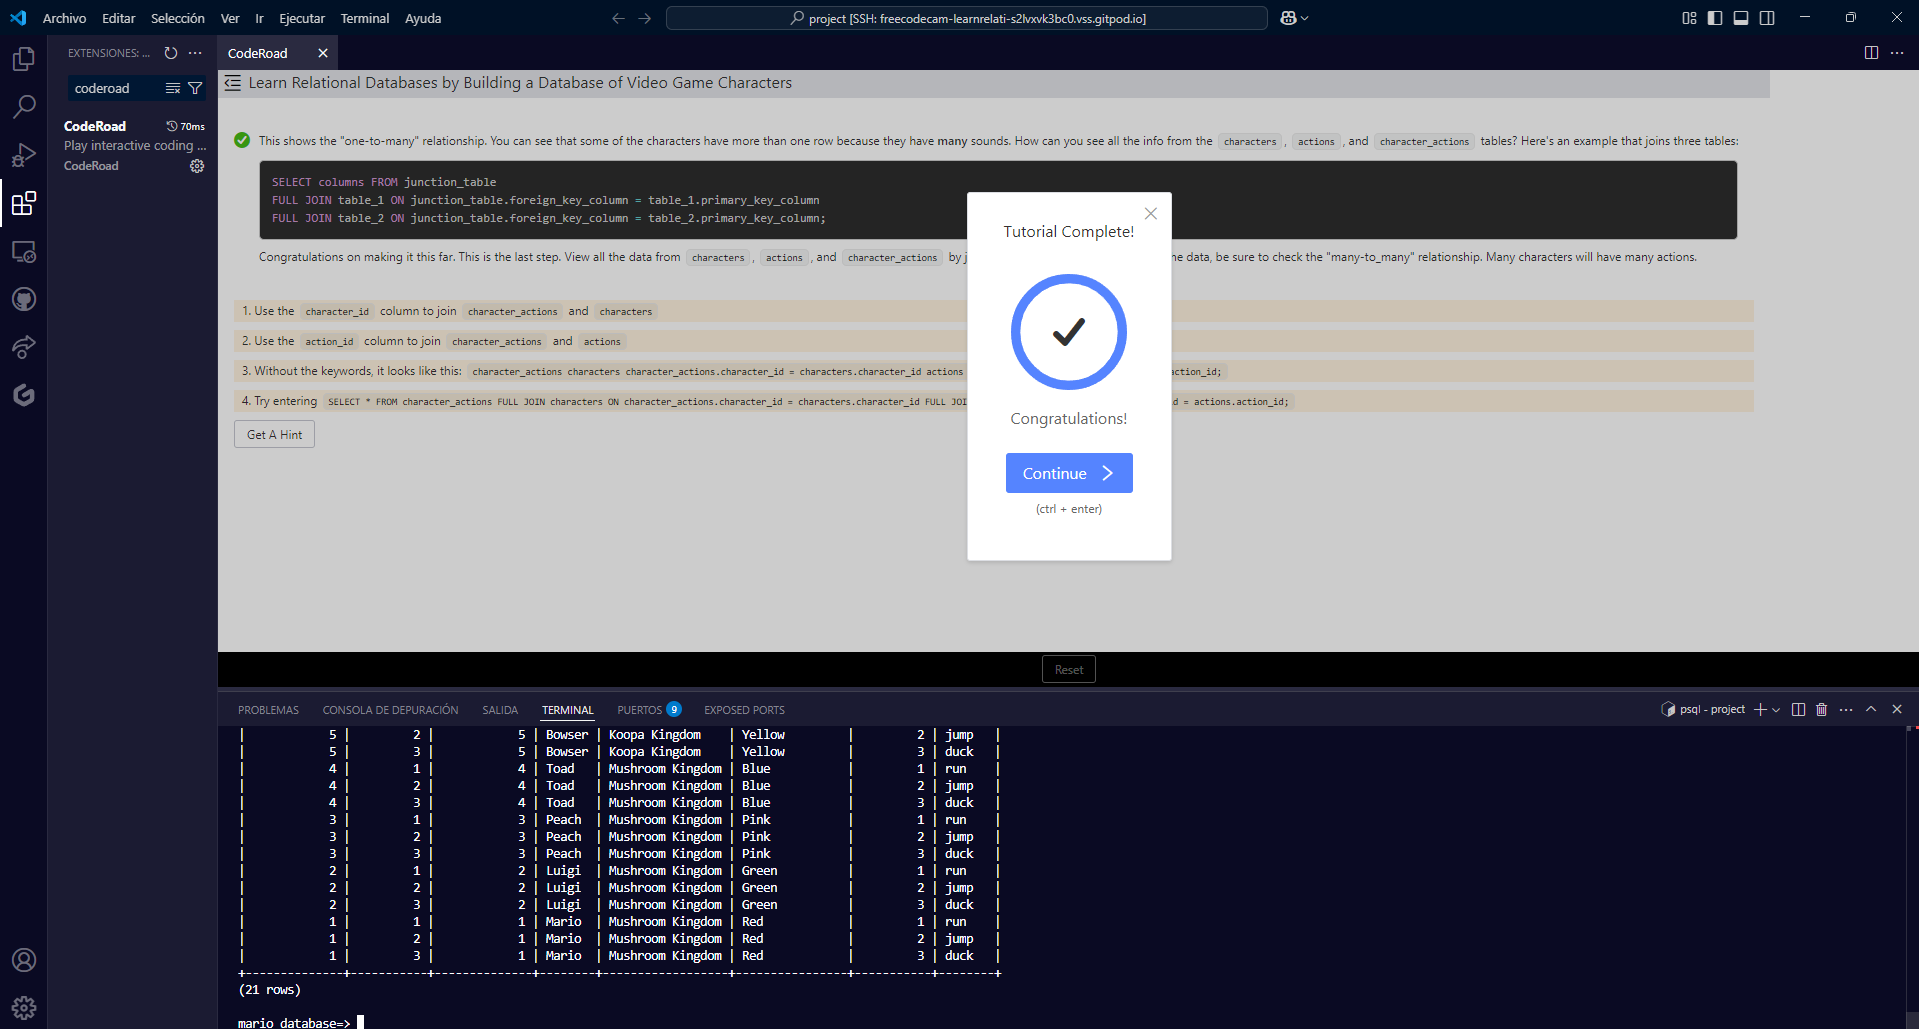 Archivo Editar Selección Ver Ir Ejecutar Terminal Ayuda
project [SSH: freecodecam-learnrelati-s2lvxvk3bc0.vss.gitpod.io]
EXTENSIONES: ...
coderoad
CodeRoad 70ms
Play interactive coding ...
CodeRoad
CodeRoad
Learn Relational Databases by Building a Database of Video Game Characters
This shows the "one-to-many" relationship. You can see that some of the characters have more than one row because they have many sounds. How can you see all the info from the characters , actions , and character_actions tables? Here's an example that joins three tables:
SELECT columns FROM junction_table
FULL JOIN table_1 ON junction_table.foreign_key_column = table_1.primary_key_column
FULL JOIN table_2 ON junction_table.foreign_key_column = table_2.primary_key_column;
Congratulations on making it this far. This is the last step. View all the data from characters , actions , and character_actions by j he data, be sure to check the "many-to_many" relationship. Many characters will have many actions.
1. Use the character_id column to join character_actions and characters
2. Use the action_id column to join character_actions and actions
3. Without the keywords, it looks like this: character_actions characters character_actions.character_id = characters.character_id actions ction_id;
4. Try entering SELECT * FROM character_actions FULL JOIN characters ON character_actions.character_id = characters.character_id FULL JOI d = actions.action_id;
Get A Hint
Tutorial Complete!
Congratulations!
Continue
(ctrl + enter)
Reset
PROBLEMAS CONSOLA DE DEPURACIÓN SALIDA TERMINAL PUERTOS 9 EXPOSED PORTS
psql - project
| 5 | 2 | 5 | Bowser | Koopa Kingdom | Yellow | 2 | jump |
| 5 | 3 | 5 | Bowser | Koopa Kingdom | Yellow | 3 | duck |
| 4 | 1 | 4 | Toad | Mushroom Kingdom | Blue | 1 | run |
| 4 | 2 | 4 | Toad | Mushroom Kingdom | Blue | 2 | jump |
| 4 | 3 | 4 | Toad | Mushroom Kingdom | Blue | 3 | duck |
| 3 | 1 | 3 | Peach | Mushroom Kingdom | Pink | 1 | run |
| 3 | 2 | 3 | Peach | Mushroom Kingdom | Pink | 2 | jump |
| 3 | 3 | 3 | Peach | Mushroom Kingdom | Pink | 3 | duck |
| 2 | 1 | 2 | Luigi | Mushroom Kingdom | Green | 1 | run |
| 2 | 2 | 2 | Luigi | Mushroom Kingdom | Green | 2 | jump |
| 2 | 3 | 2 | Luigi | Mushroom Kingdom | Green | 3 | duck |
| 1 | 1 | 1 | Mario | Mushroom Kingdom | Red | 1 | run |
| 1 | 2 | 1 | Mario | Mushroom Kingdom | Red | 2 | jump |
| 1 | 3 | 1 | Mario | Mushroom Kingdom | Red | 3 | duck |
+--------------+-----------+--------------+--------+------------------+----------------+-----------+--------+
(21 rows)
mario_database=>